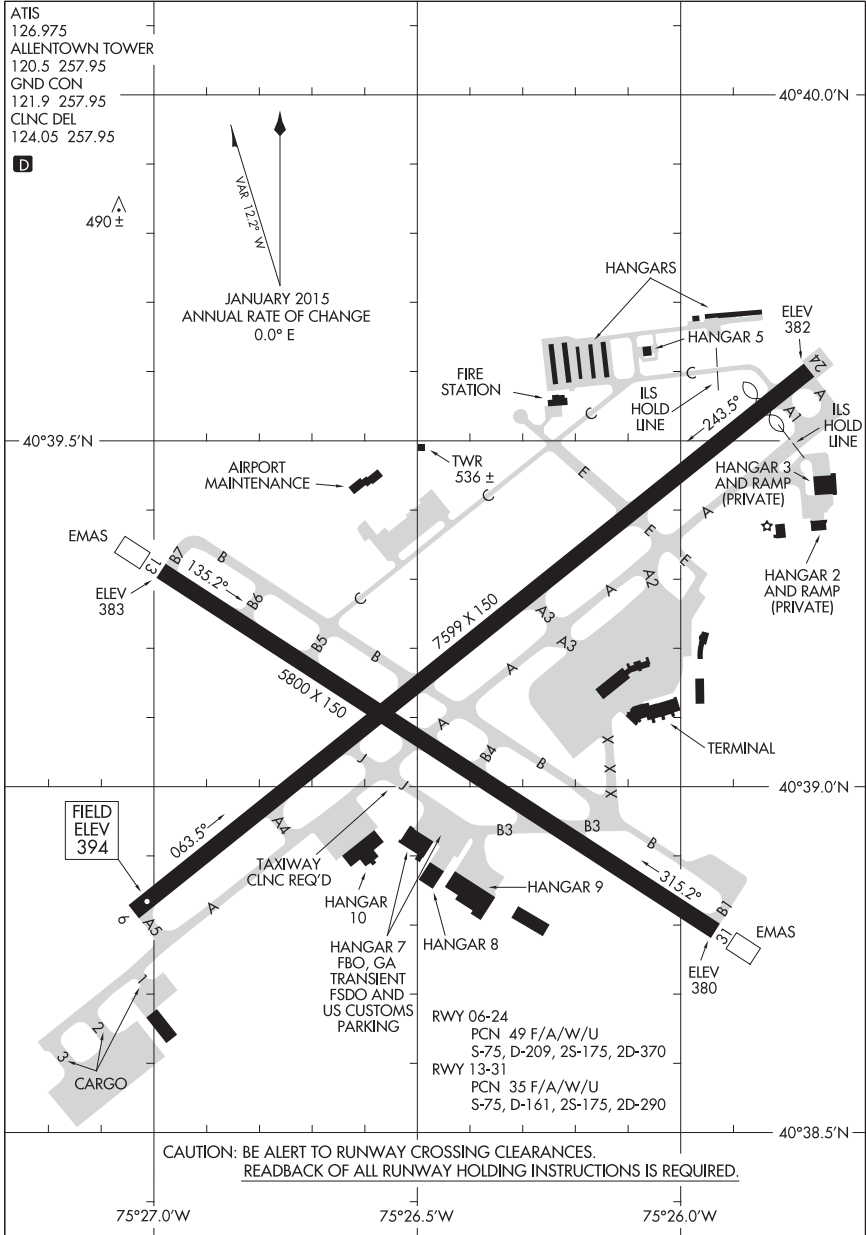 ATIS
126.975
ALLENTOWN TOWER
120.5 257.95
GND CON
121.9 257.95
CLNC DEL
124.05 257.95
D
40°40.0'N
VAR 12.2° W
490 ±
JANUARY 2015
ANNUAL RATE OF CHANGE
0.0° E
HANGARS
ELEV
382
HANGAR 5
24
FIRE
STATION
C
ILS
HOLD
LINE
A
A1
C
243.5°
ILS
HOLD
LINE
40°39.5'N
TWR
536 ±
AIRPORT
MAINTENANCE
E
HANGAR 3
AND RAMP
(PRIVATE)
C
A
EMAS
E
B7
B
13
135.2°
E
HANGAR 2
AND RAMP
(PRIVATE)
A2
ELEV
383
B6
C
A
7599 X 150
A3
B5
A3
B
5800 X 150
A
A
X
TERMINAL
J
B4
B
X
J
X
40°39.0'N
FIELD
ELEV
394
063.5°
A4
B3
B3
B
TAXIWAY
CLNC REQ'D
315.2°
HANGAR
10
HANGAR 9
A
6
A5
B1
31
EMAS
HANGAR 7
FBO, GA
TRANSIENT
FSDO AND
US CUSTOMS
PARKING
HANGAR 8
ELEV
380
1
2
3
CARGO
RWY 06-24
PCN 49 F/A/W/U
S-75, D-209, 2S-175, 2D-370
RWY 13-31
PCN 35 F/A/W/U
S-75, D-161, 2S-175, 2D-290
40°38.5'N
CAUTION: BE ALERT TO RUNWAY CROSSING CLEARANCES.
READBACK OF ALL RUNWAY HOLDING INSTRUCTIONS IS REQUIRED.
75°27.0'W
75°26.5'W
75°26.0'W